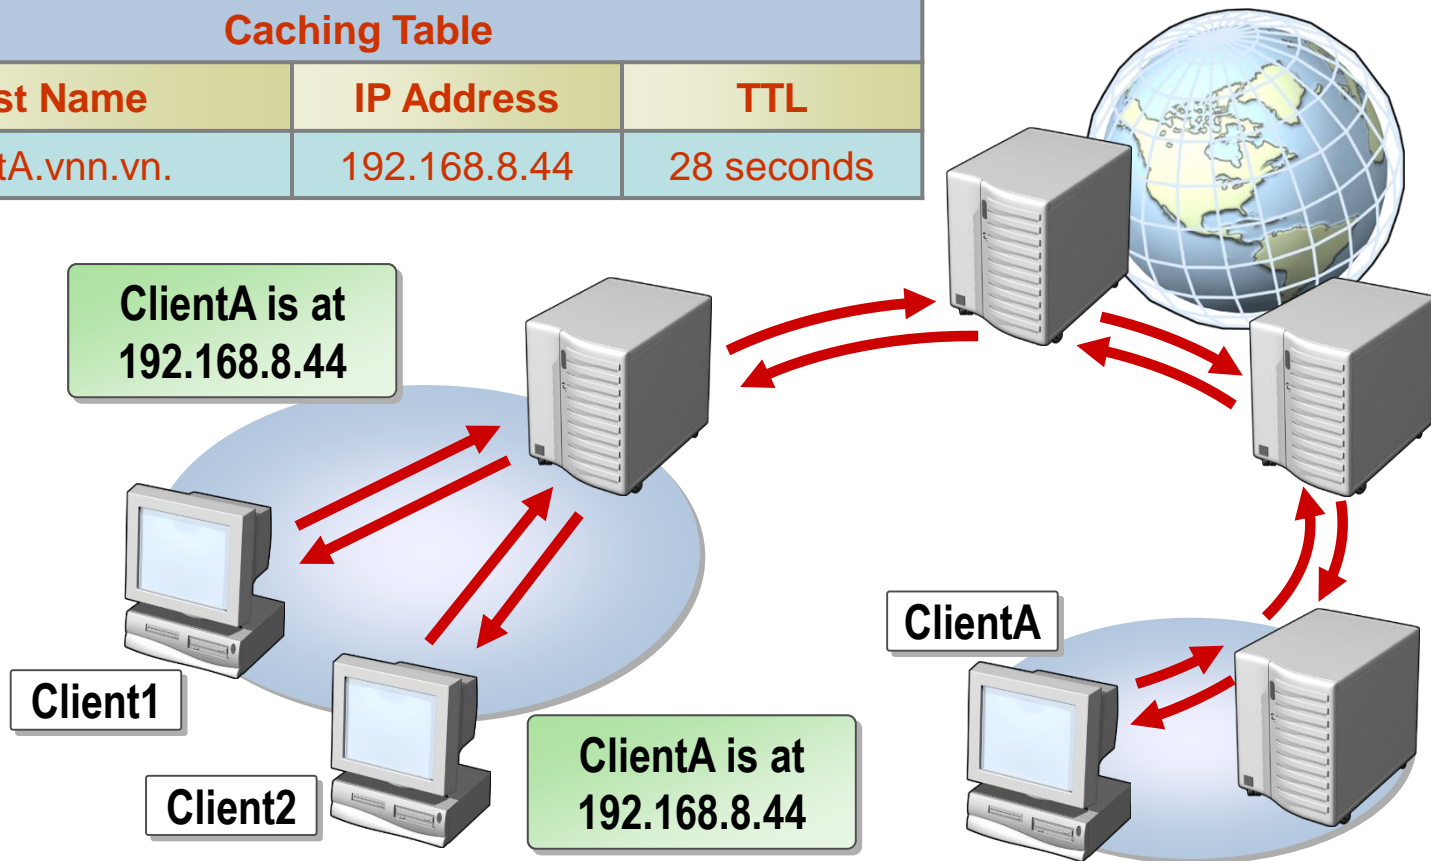 Caching Table
st Name IP Address TTL
tA.vnn.vn. 192.168.8.44 28 seconds
ClientA is at
192.168.8.44
ClientA
Client1
ClientA is at
192.168.8.44
Client2